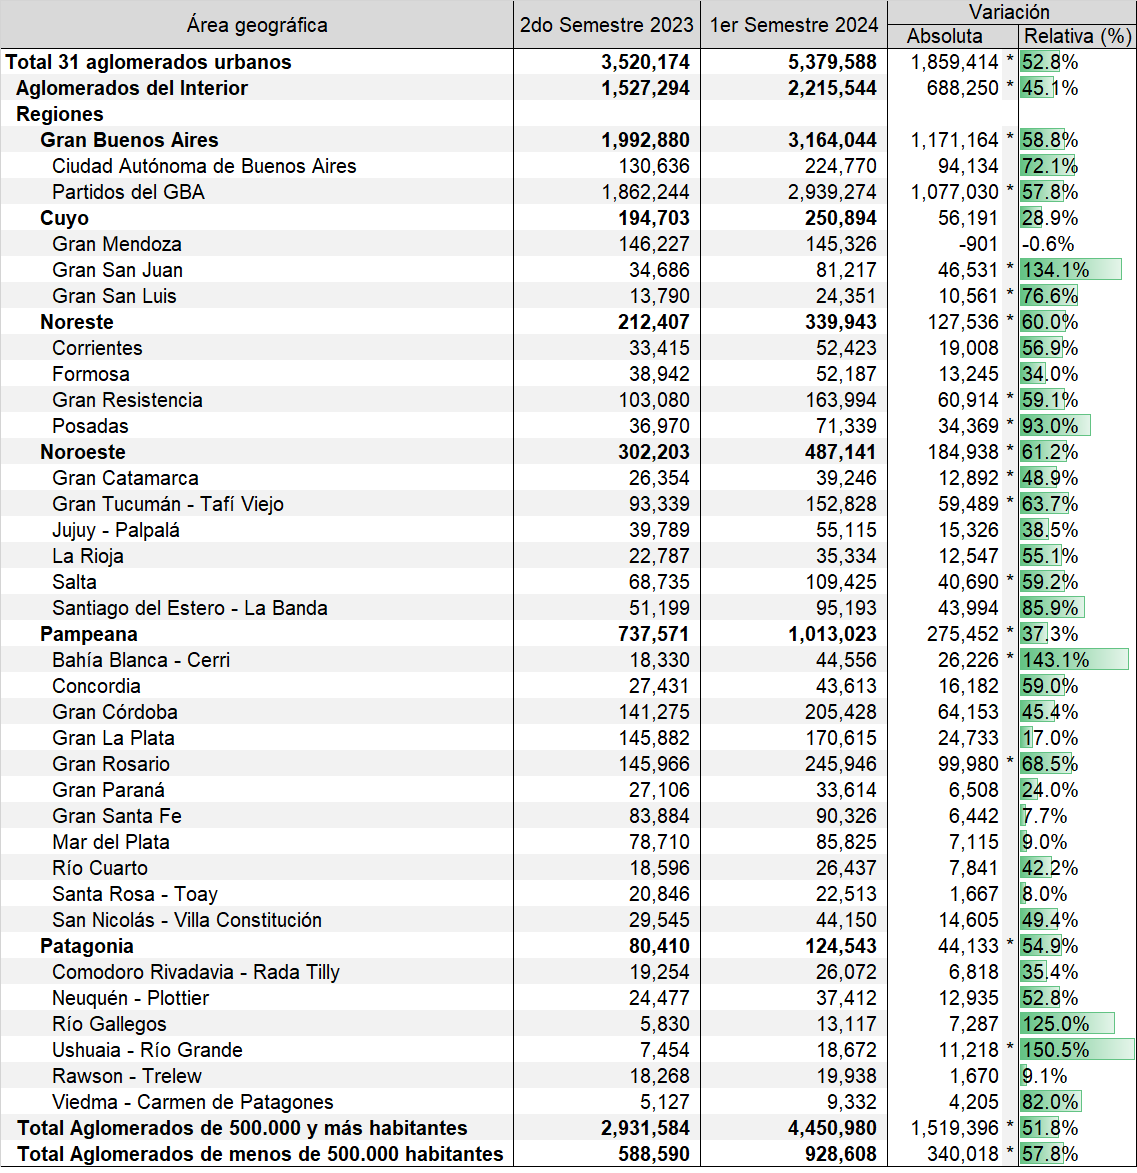 Área geográfica 2do Semestre 2023 1er Semestre 2024 Variación
Absoluta Relativa (%)
Total 31 aglomerados urbanos 3,520,174 5,379,588 1,859,414 * 52.8%
Aglomerados del Interior 1,527,294 2,215,544 688,250 * 45.1%
Regiones
Gran Buenos Aires 1,992,880 3,164,044 1,171,164 * 58.8%
Ciudad Autónoma de Buenos Aires 130,636 224,770 94,134 72.1%
Partidos del GBA 1,862,244 2,939,274 1,077,030 * 57.8%
Cuyo 194,703 250,894 56,191 28.9%
Gran Mendoza 146,227 145,326 -901 -0.6%
Gran San Juan 34,686 81,217 46,531 * 134.1%
Gran San Luis 13,790 24,351 10,561 * 76.6%
Noreste 212,407 339,943 127,536 * 60.0%
Corrientes 33,415 52,423 19,008 56.9%
Formosa 38,942 52,187 13,245 34.0%
Gran Resistencia 103,080 163,994 60,914 * 59.1%
Posadas 36,970 71,339 34,369 * 93.0%
Noroeste 302,203 487,141 184,938 * 61.2%
Gran Catamarca 26,354 39,246 12,892 * 48.9%
Gran Tucumán - Tafí Viejo 93,339 152,828 59,489 * 63.7%
Jujuy - Palpalá 39,789 55,115 15,326 38.5%
La Rioja 22,787 35,334 12,547 55.1%
Salta 68,735 109,425 40,690 * 59.2%
Santiago del Estero - La Banda 51,199 95,193 43,994 85.9%
Pampeana 737,571 1,013,023 275,452 * 37.3%
Bahía Blanca - Cerri 18,330 44,556 26,226 * 143.1%
Concordia 27,431 43,613 16,182 59.0%
Gran Córdoba 141,275 205,428 64,153 45.4%
Gran La Plata 145,882 170,615 24,733 17.0%
Gran Rosario 145,966 245,946 99,980 * 68.5%
Gran Paraná 27,106 33,614 6,508 24.0%
Gran Santa Fe 83,884 90,326 6,442 7.7%
Mar del Plata 78,710 85,825 7,115 9.0%
Río Cuarto 18,596 26,437 7,841 42.2%
Santa Rosa - Toay 20,846 22,513 1,667 8.0%
San Nicolás - Villa Constitución 29,545 44,150 14,605 49.4%
Patagonia 80,410 124,543 44,133 * 54.9%
Comodoro Rivadavia - Rada Tilly 19,254 26,072 6,818 35.4%
Neuquén - Plottier 24,477 37,412 12,935 52.8%
Río Gallegos 5,830 13,117 7,287 125.0%
Ushuaia - Río Grande 7,454 18,672 11,218 * 150.5%
Rawson - Trelew 18,268 19,938 1,670 9.1%
Viedma - Carmen de Patagones 5,127 9,332 4,205 82.0%
Total Aglomerados de 500.000 y más habitantes 2,931,584 4,450,980 1,519,396 * 51.8%
Total Aglomerados de menos de 500.000 habitantes 588,590 928,608 340,018 * 57.8%